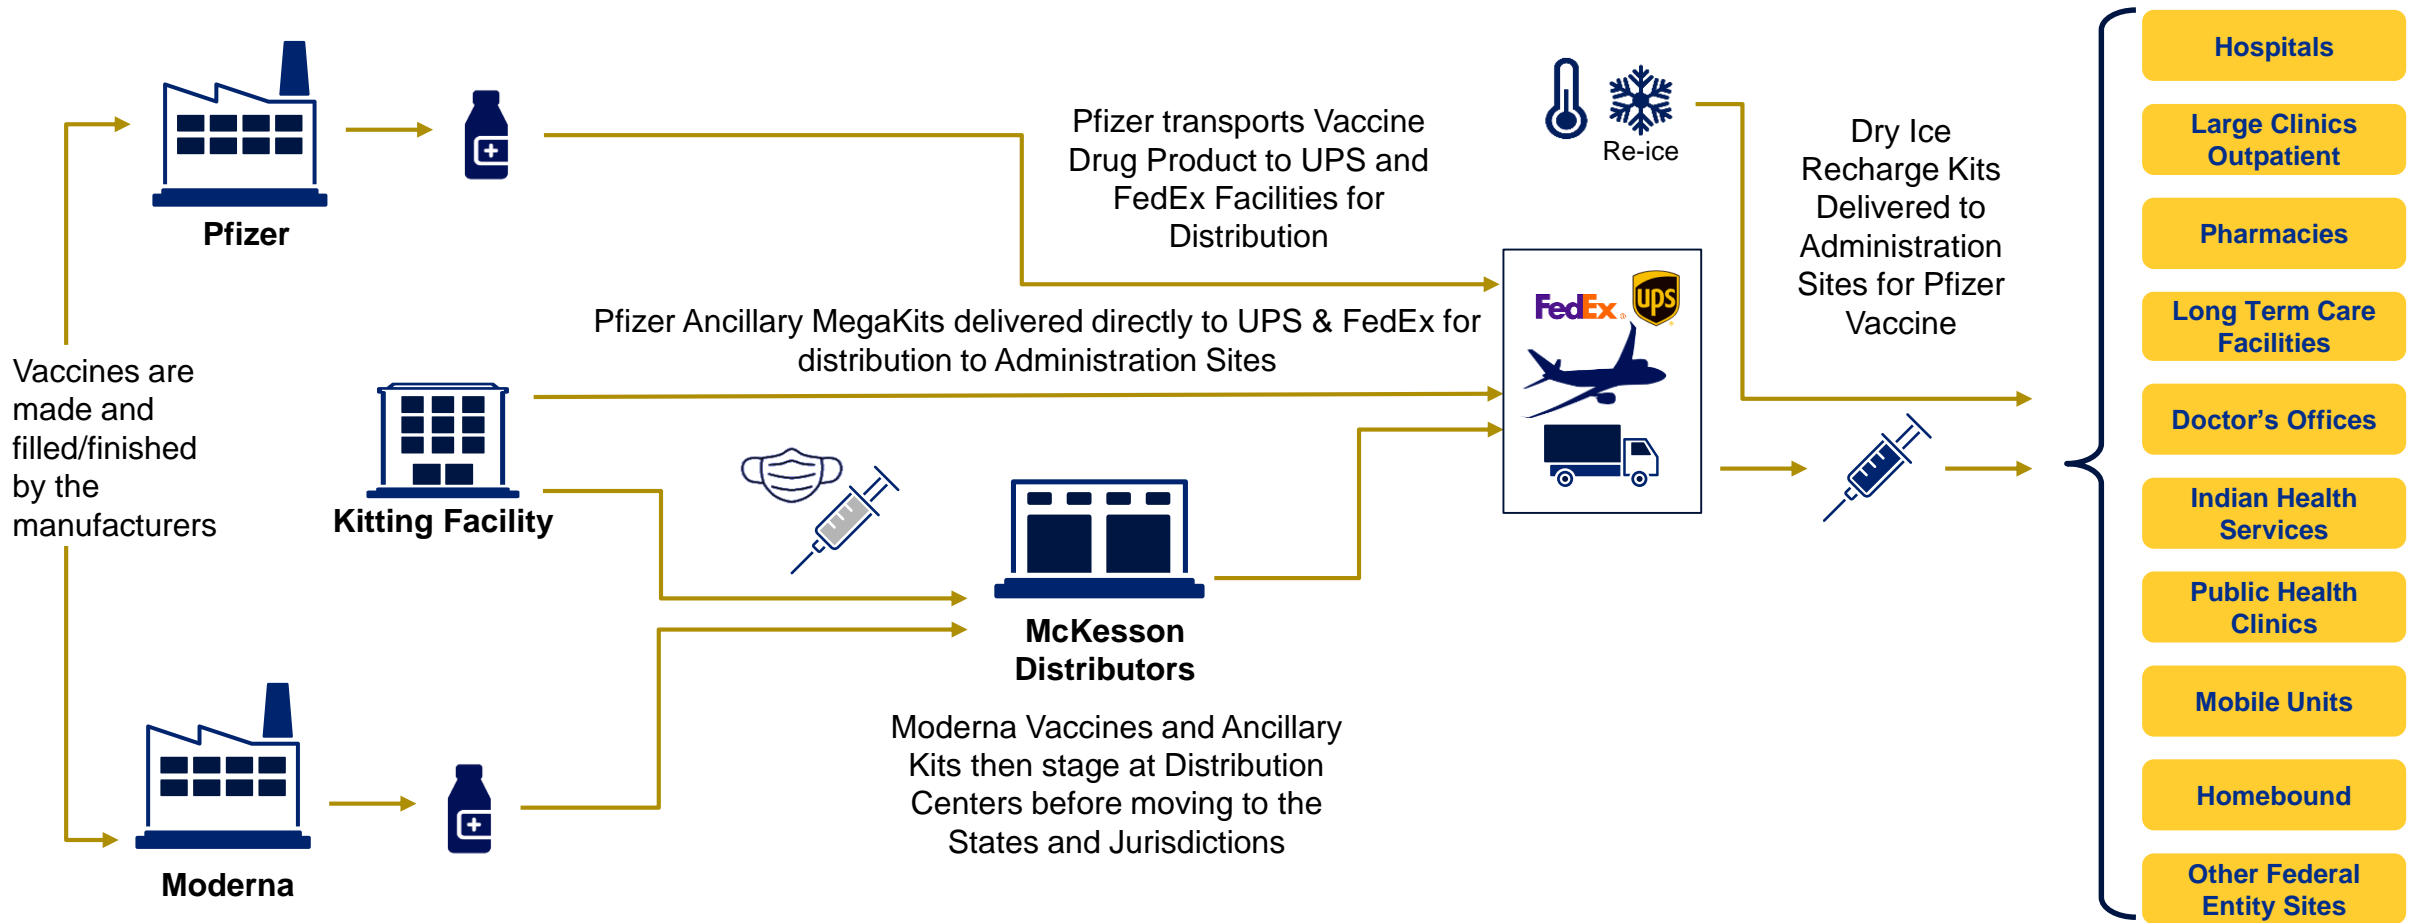 Vaccines are
made and
filled/finished
by the
manufacturers
Pfizer
Pfizer transports Vaccine
Drug Product to UPS and
FedEx Facilities for
Distribution
Re-ice
Dry Ice
Recharge Kits
Delivered to
Administration
Sites for Pfizer
Vaccine
Pfizer Ancillary MegaKits delivered directly to UPS & FedEx for
distribution to Administration Sites
FedEx®
ups
Kitting Facility
McKesson
Distributors
Moderna Vaccines and Ancillary
Kits then stage at Distribution
Centers before moving to the
States and Jurisdictions
Moderna
Hospitals
Large Clinics
Outpatient
Pharmacies
Long Term Care
Facilities
Doctor’s Offices
Indian Health
Services
Public Health
Clinics
Mobile Units
Homebound
Other Federal
Entity Sites